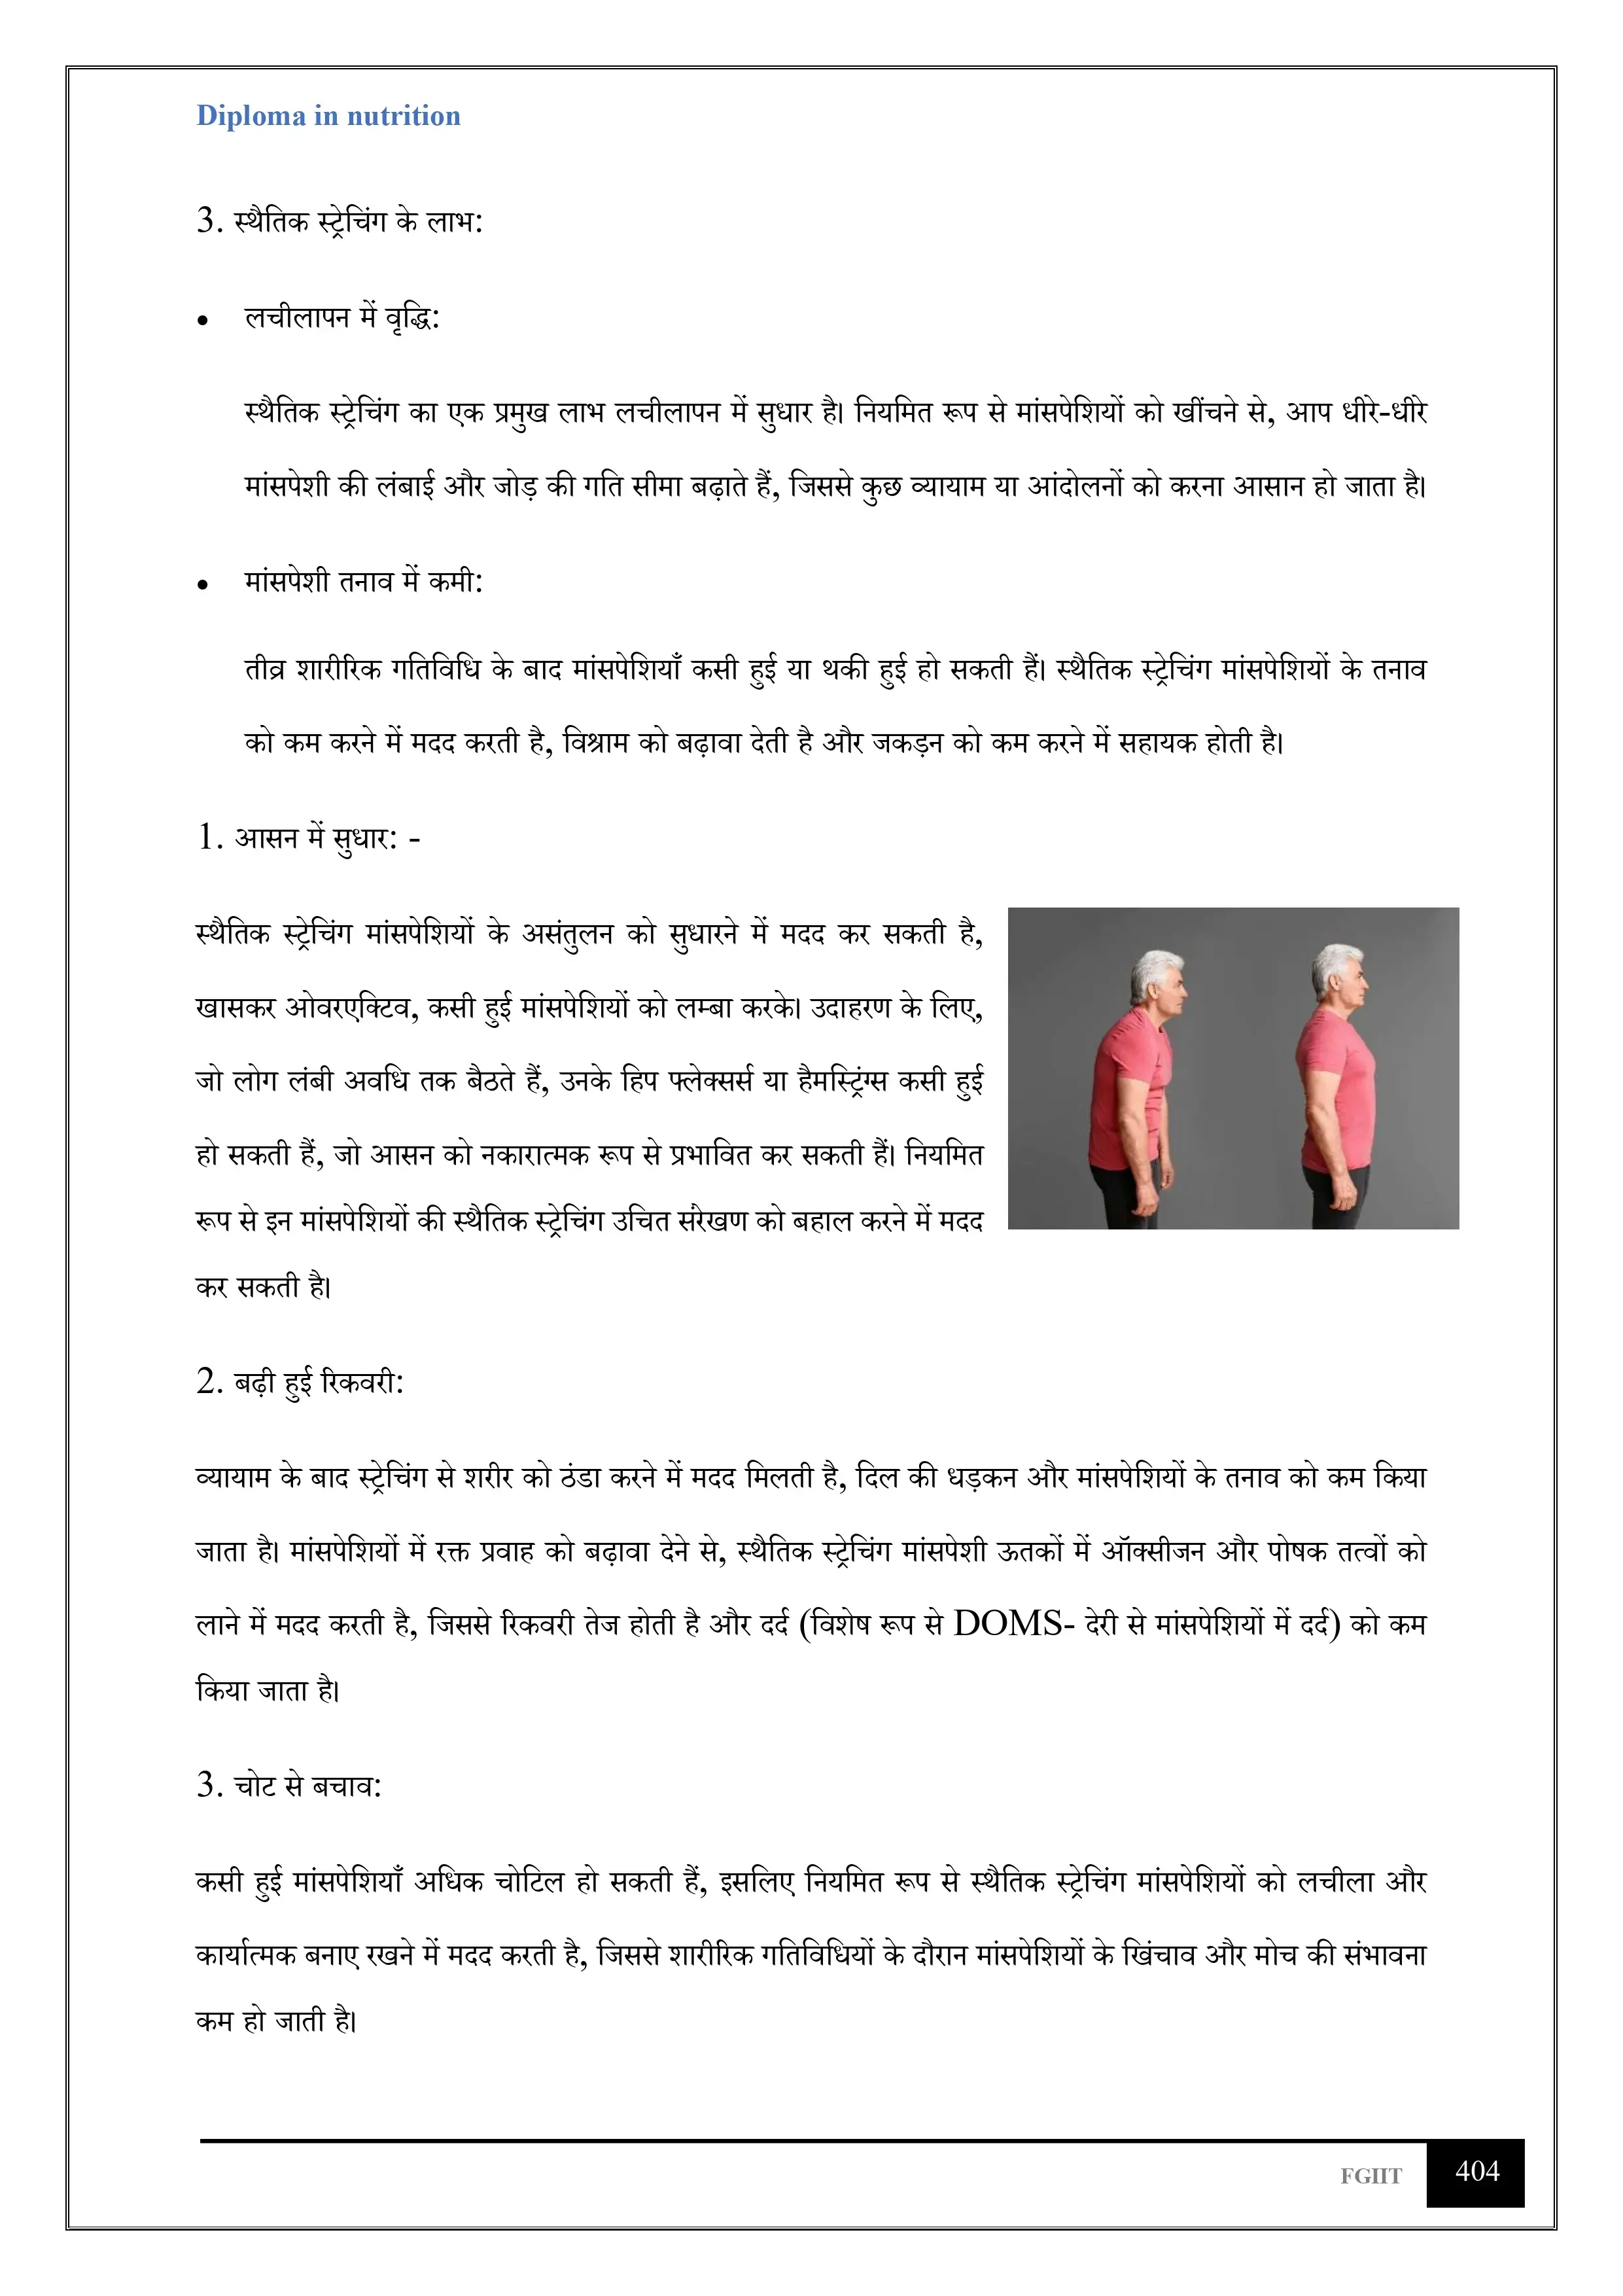 Diploma in nutrition
3. स्थैतिक स्ट्रेचिंग के लाभ:
• लचीलापन में वृद्धि:
स्थैतिक स्ट्रेचिंग का एक प्रमुख लाभ लचीलापन में सुधार है। नियमित रूप से मांसपेशियों को खींचने से, आप धीरे-धीरे
मांसपेशी की लंबाई और जोड़ की गति सीमा बढ़ाते हैं, जिससे कुछ व्यायाम या आंदोलनों को करना आसान हो जाता है।
• मांसपेशी तनाव में कमी:
तीव्र शारीरिक गतिविधि के बाद मांसपेशियाँ कसी हुई या थकी हुई हो सकती हैं। स्थैतिक स्ट्रेचिंग मांसपेशियों के तनाव
को कम करने में मदद करती है, विश्राम को बढ़ावा देती है और जकड़न को कम करने में सहायक होती है।
1. आसन में सुधार: -
स्थैतिक स्ट्रेचिंग मांसपेशियों के असंतुलन को सुधारने में मदद कर सकती है,
खासकर ओवरएक्टिव, कसी हुई मांसपेशियों को लम्बा करके। उदाहरण के लिए,
जो लोग लंबी अवधि तक बैठते हैं, उनके हिप फ्लेक्सर्स या हैमस्ट्रिंग्स कसी हुई
हो सकती हैं, जो आसन को नकारात्मक रूप से प्रभावित कर सकती हैं। नियमित
रूप से इन मांसपेशियों की स्थैतिक स्ट्रेचिंग उचित संरेखण को बहाल करने में मदद
कर सकती है।
2. बढ़ी हुई रिकवरी:
व्यायाम के बाद स्ट्रेचिंग से शरीर को ठंडा करने में मदद मिलती है, दिल की धड़कन और मांसपेशियों के तनाव को कम किया
जाता है। मांसपेशियों में रक्त प्रवाह को बढ़ावा देने से, स्थैतिक स्ट्रेचिंग मांसपेशी ऊतकों में ऑक्सीजन और पोषक तत्वों को
लाने में मदद करती है, जिससे रिकवरी तेज होती है और दर्द (विशेष रूप से DOMS- देरी से मांसपेशियों में दर्द) को कम
किया जाता है।
3. चोट से बचाव:
कसी हुई मांसपेशियाँ अधिक चोटिल हो सकती हैं, इसलिए नियमित रूप से स्थैतिक स्ट्रेचिंग मांसपेशियों को लचीला और
कार्यात्मक बनाए रखने में मदद करती है, जिससे शारीरिक गतिविधियों के दौरान मांसपेशियों के खिंचाव और मोच की संभावना
कम हो जाती है।
FGIIT 404